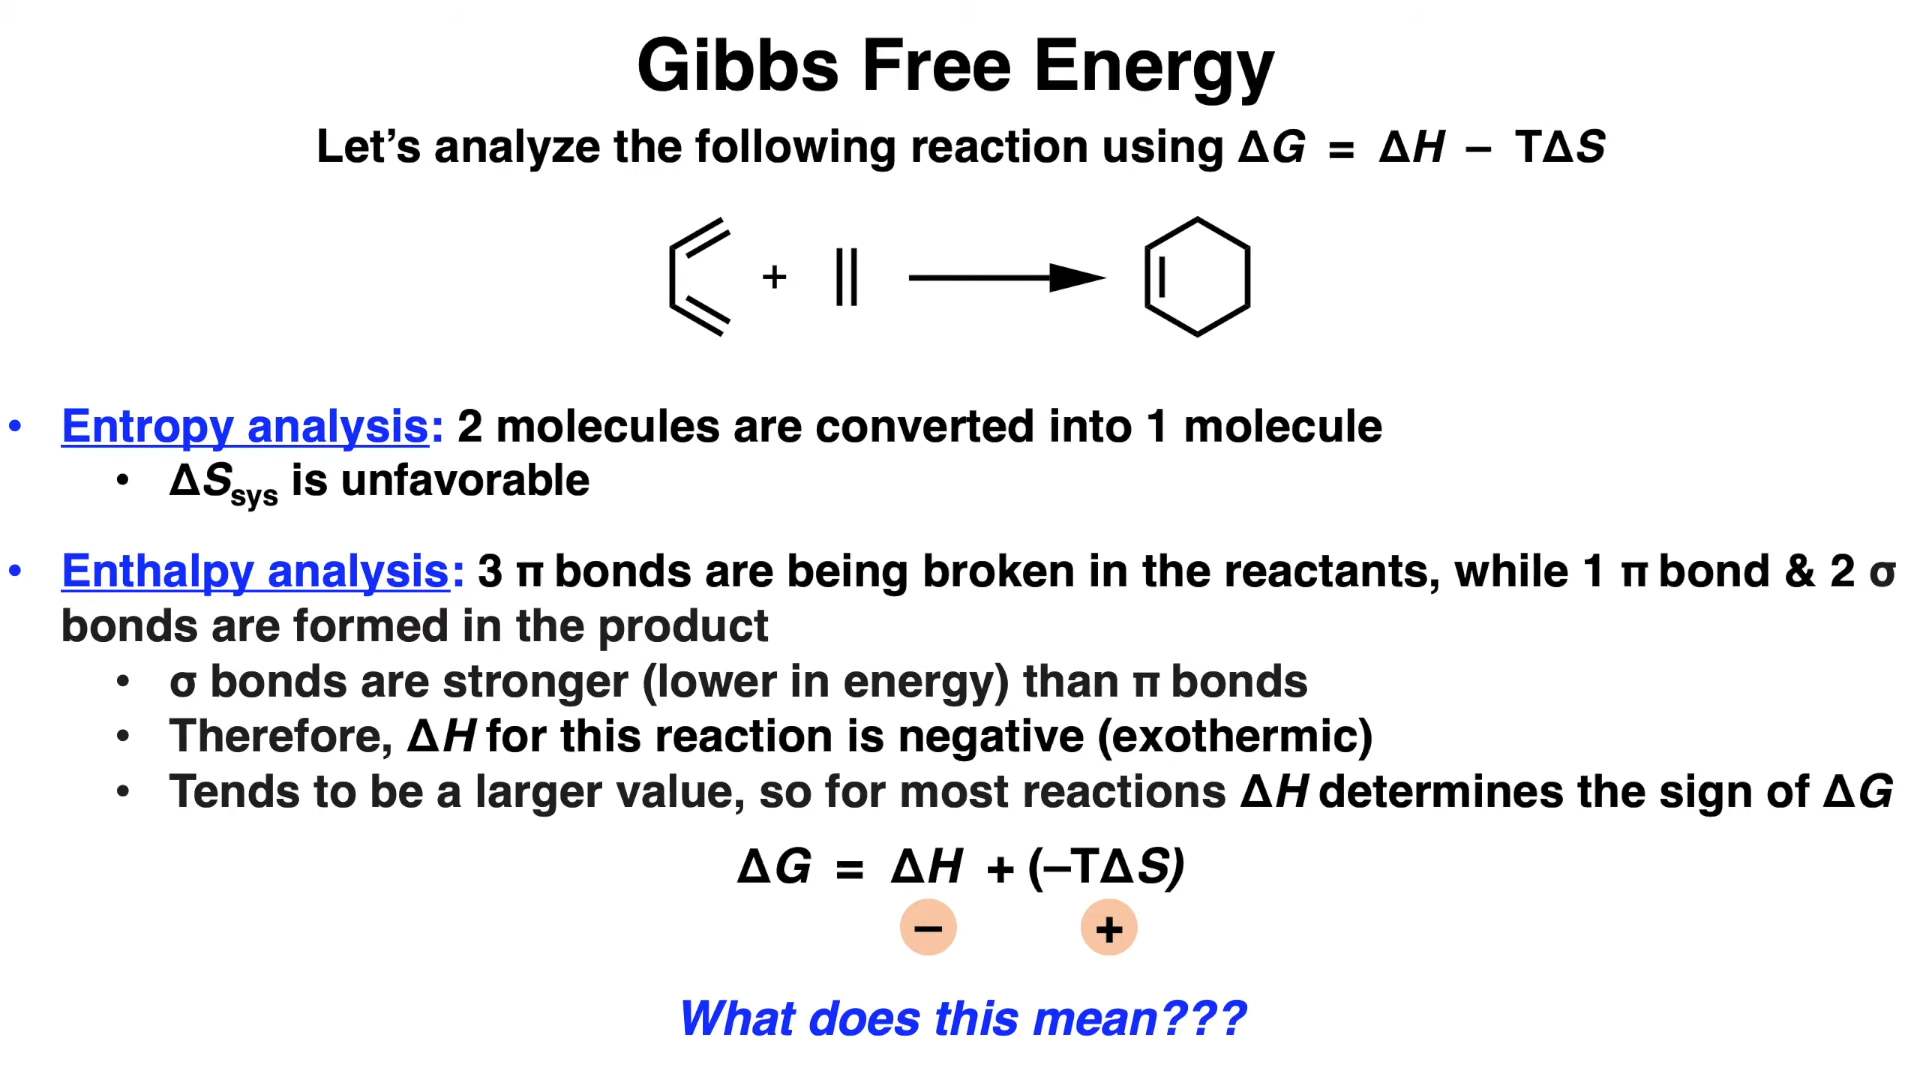 Gibbs Free Energy
Let’s analyze the following reaction using ΔG = ΔH – TΔS
+
• Entropy analysis: 2 molecules are converted into 1 molecule
• ΔSsys is unfavorable
• Enthalpy analysis: 3 π bonds are being broken in the reactants, while 1 π bond & 2 σ
bonds are formed in the product
• σ bonds are stronger (lower in energy) than π bonds
• Therefore, ΔH for this reaction is negative (exothermic)
• Tends to be a larger value, so for most reactions ΔH determines the sign of ΔG
ΔG = ΔH + (–TΔS)
– +
What does this mean???